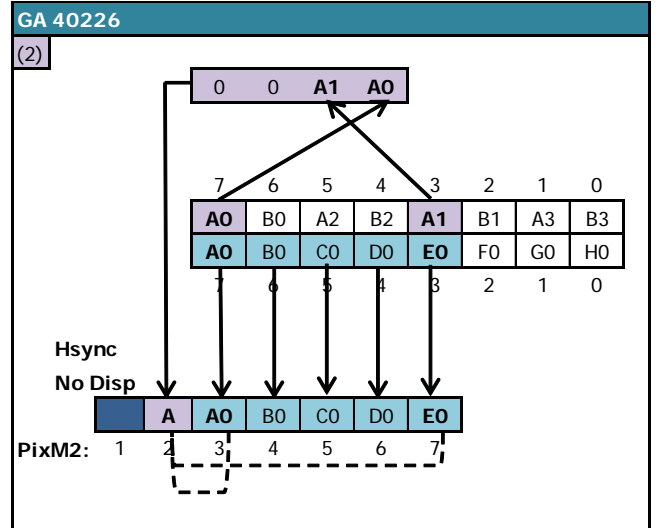 GA 40226
(2)
0 0 A1 A0
7 6 5 4 3 2 1 0
A0 B0 A2 B2 A1 B1 A3 B3
A0 B0 C0 D0 E0 F0 G0 H0
7 6 5 4 3 2 1 0
Hsync
No Disp
A A0 B0 C0 D0 E0
PixM2: 1 2 3 4 5 6 7